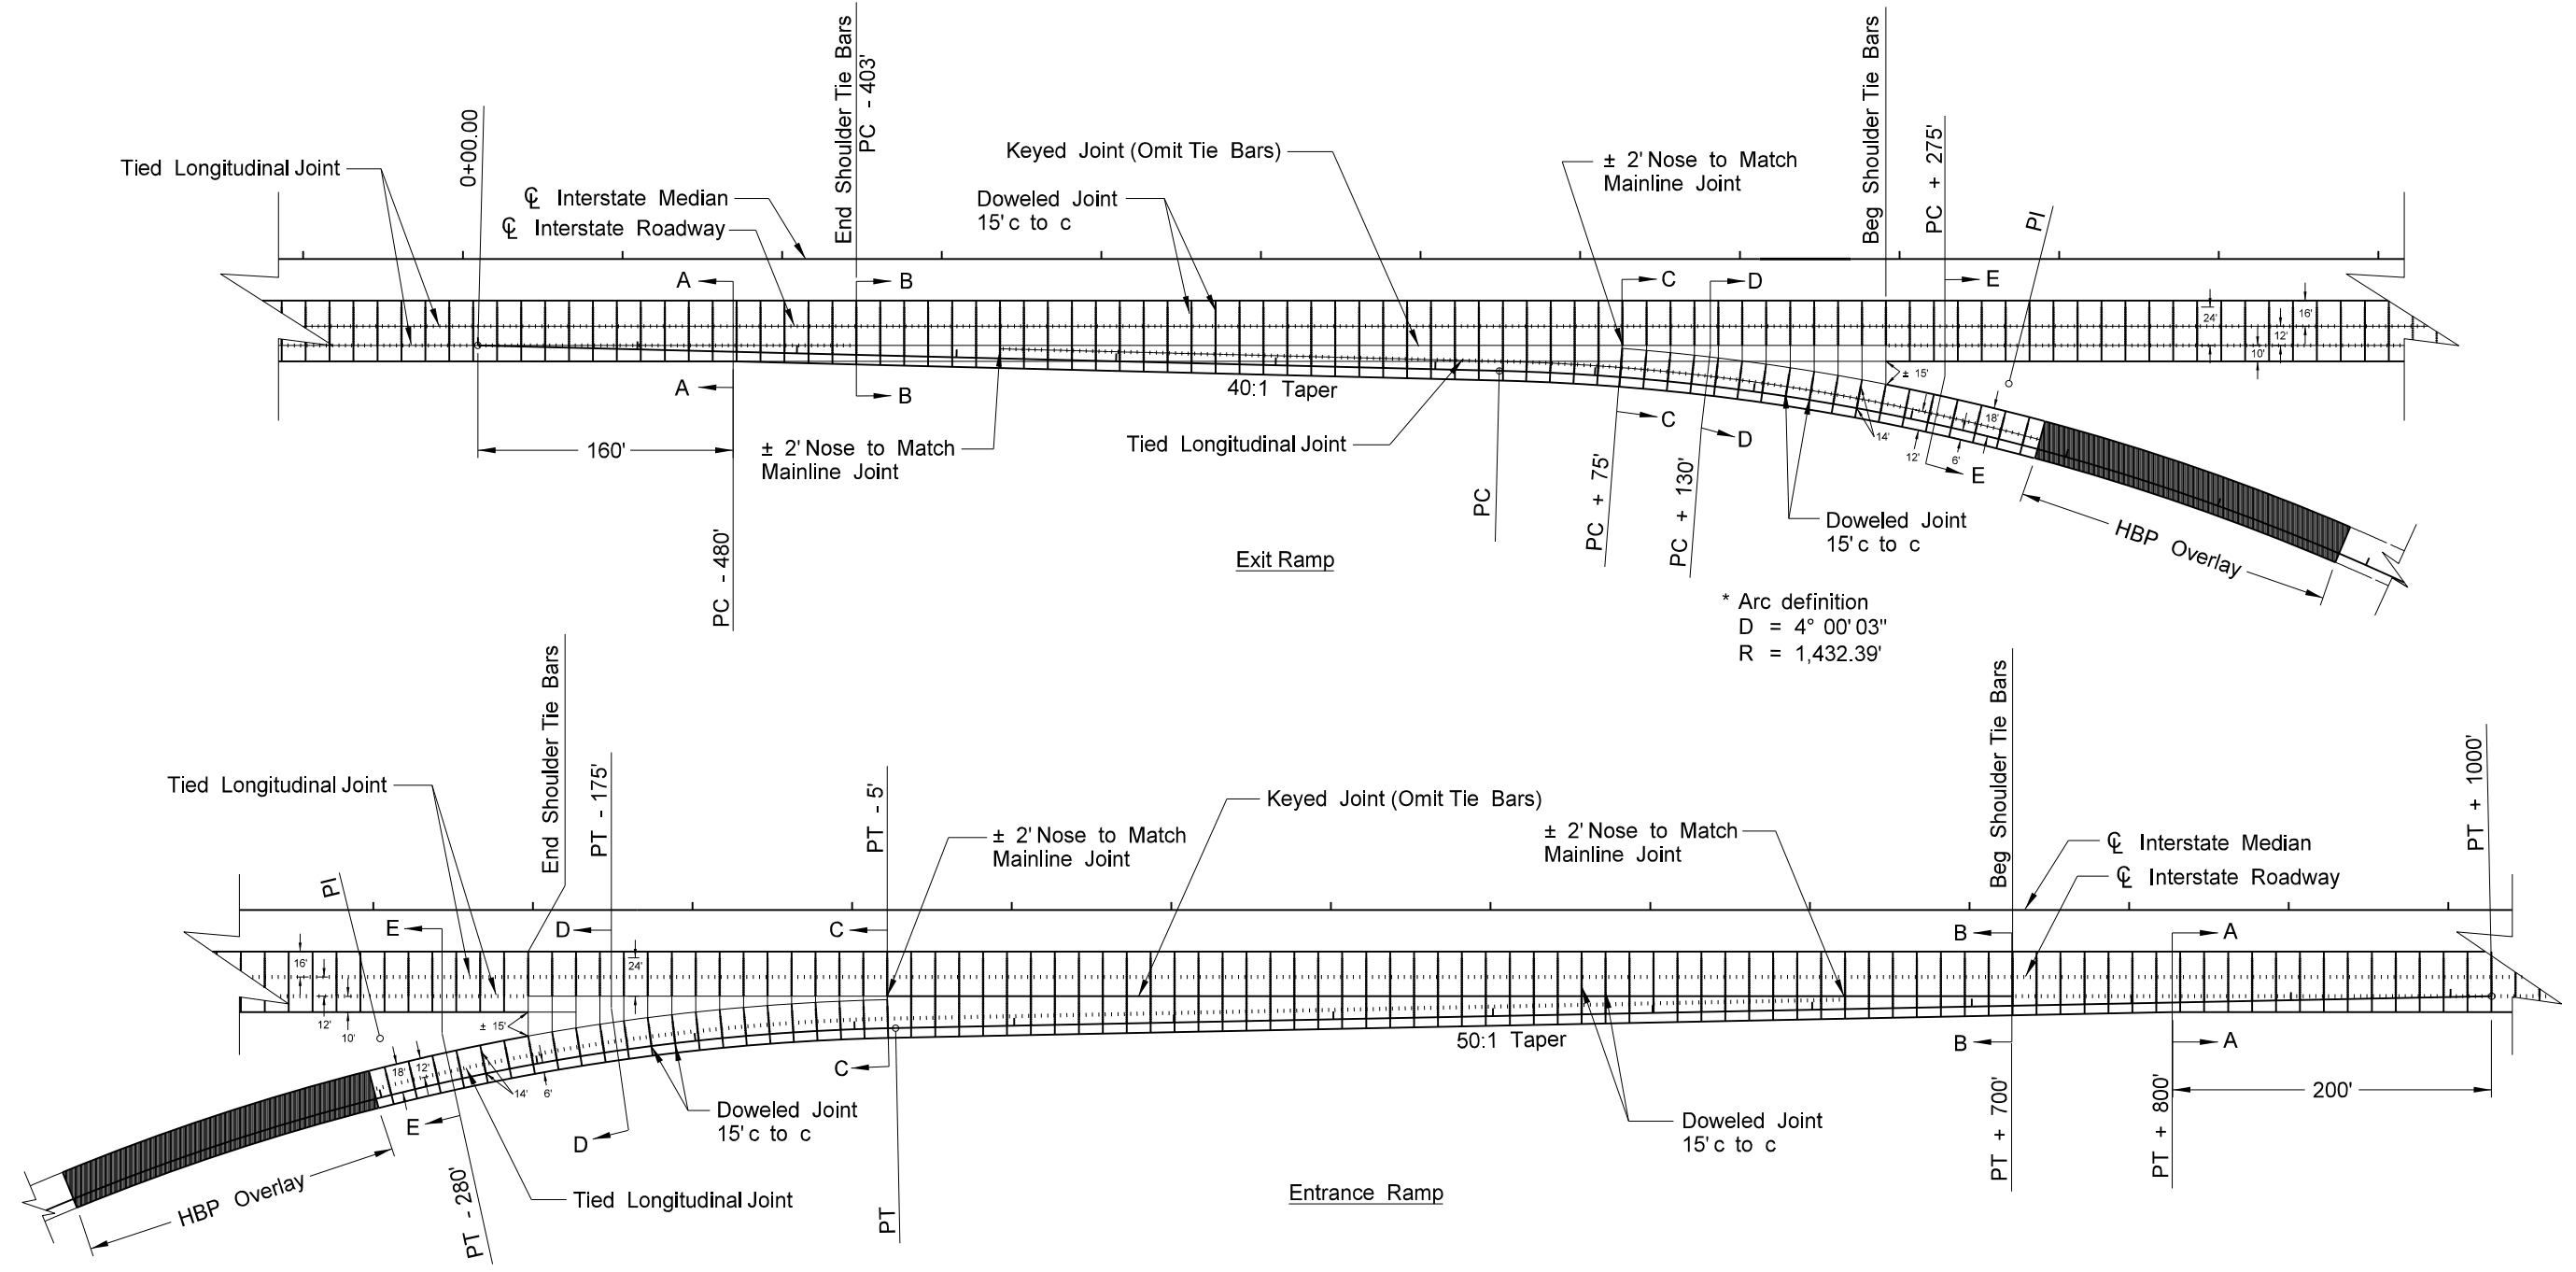 End Shoulder Tie Bars
PC - 403'
Beg Shoulder Tie Bars
PC + 275'
0+00.00
Tied Longitudinal Joint
℄ Interstate Median
℄ Interstate Roadway
Keyed Joint (Omit Tie Bars)
Doweled Joint
15' c to c
± 2' Nose to Match
Mainline Joint
PI
A
B
C
D
E
24'
16'
12'
10'
A
B
40:1 Taper
160'
± 2' Nose to Match
Mainline Joint
Tied Longitudinal Joint
C
D
± 15'
14'
18'
12'
6'
E
PC - 480'
PC
PC + 75'
PC + 130'
Doweled Joint
15' c to c
HBP Overlay
Exit Ramp
* Arc definition
D = 4° 00' 03"
R = 1,432.39'
End Shoulder Tie Bars
PT - 175'
PT - 5'
Beg Shoulder Tie Bars
PT + 1000'
Tied Longitudinal Joint
Keyed Joint (Omit Tie Bars)
± 2' Nose to Match
Mainline Joint
± 2' Nose to Match
Mainline Joint
℄ Interstate Median
℄ Interstate Roadway
PI
E
D
C
B
A
16'
24'
12'
10'
± 15'
18'
12'
14'
6'
50:1 Taper
B
A
C
E
D
Doweled Joint
15' c to c
Doweled Joint
15' c to c
200'
PT + 700'
PT + 800'
HBP Overlay
PT - 280'
Tied Longitudinal Joint
PT
Entrance Ramp